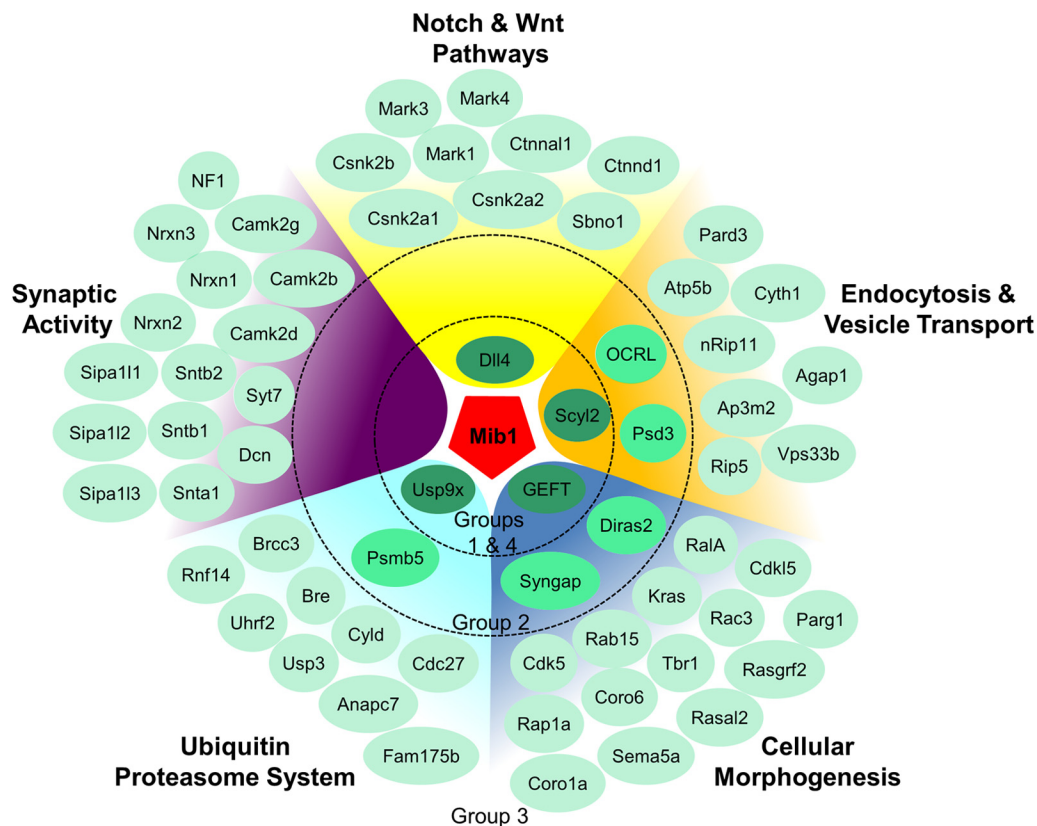 Notch & Wnt
Pathways
Mark3
Mark4
Csnk2b
Mark1
Ctnnal1
Ctnnd1
Csnk2a1
Csnk2a2
Sbno1
NF1
Nrxn3
Camk2g
Nrxn1
Camk2b
Synaptic
Activity
Nrxn2
Camk2d
Sipa1l1
Sntb2
Syt7
Sipa1l2
Sntb1
Dcn
Sipa1l3
Snta1
Pard3
Atp5b
Cyth1
Endocytosis &
Vesicle Transport
OCRL
nRip11
Agap1
Scyl2
Psd3
Ap3m2
Rip5
Vps33b
Dll4
Mib1
Usp9x
GEFT
Groups
1 & 4
Psmb5
Brcc3
Rnf14
Bre
Uhrf2
Cyld
Usp3
Cdc27
Anapc7
Fam175b
Ubiquitin
Proteasome System
Group 2
Diras2
Syngap
RalA
Cdkl5
Kras
Rac3
Parg1
Rab15
Cdk5
Tbr1
Rasgrf2
Coro6
Rap1a
Rasal2
Sema5a
Coro1a
Cellular
Morphogenesis
Group 3